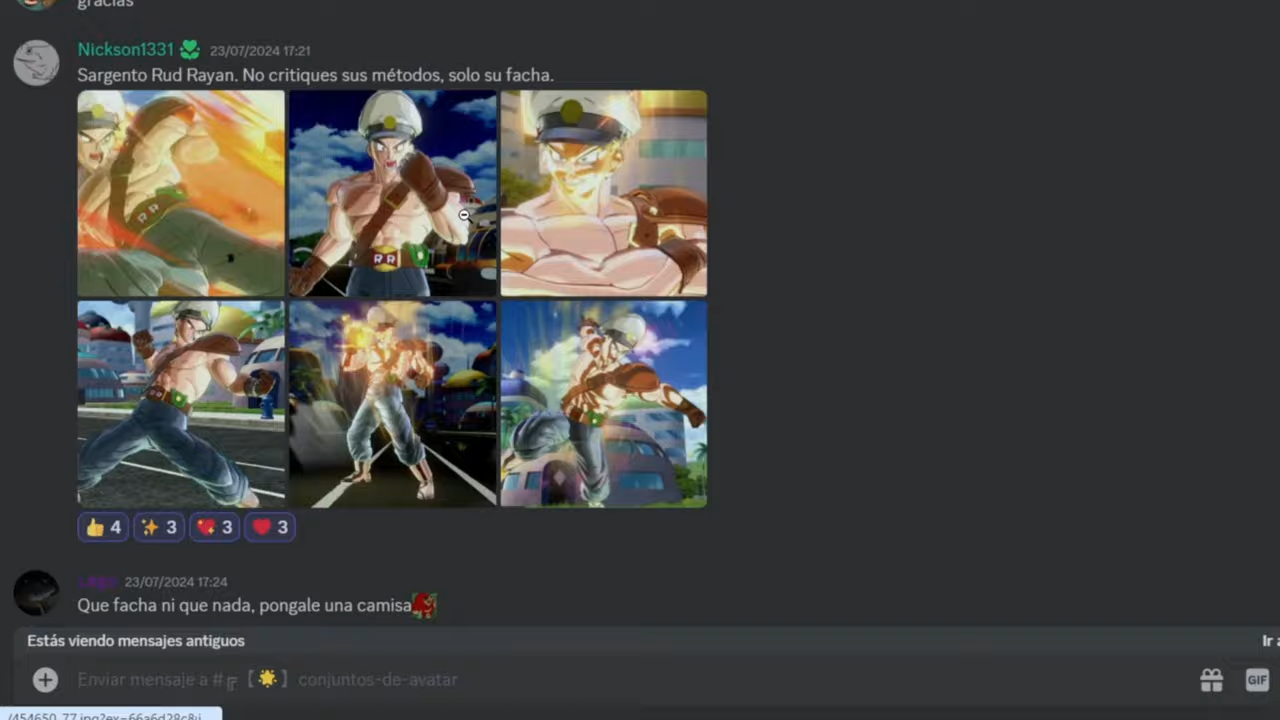 gracias
Nickson1331 23/07/2024 17:21
Sargento Rud Rayan. No critiques sus métodos, solo su facha.
RR
RR
4 3 3 3
23/07/2024 17:24
Que facha ni que nada, pongale una camisa
Estás viendo mensajes antiguos
Ir a
Enviar mensaje a # [ ] conjuntos-de-avatar
GIF